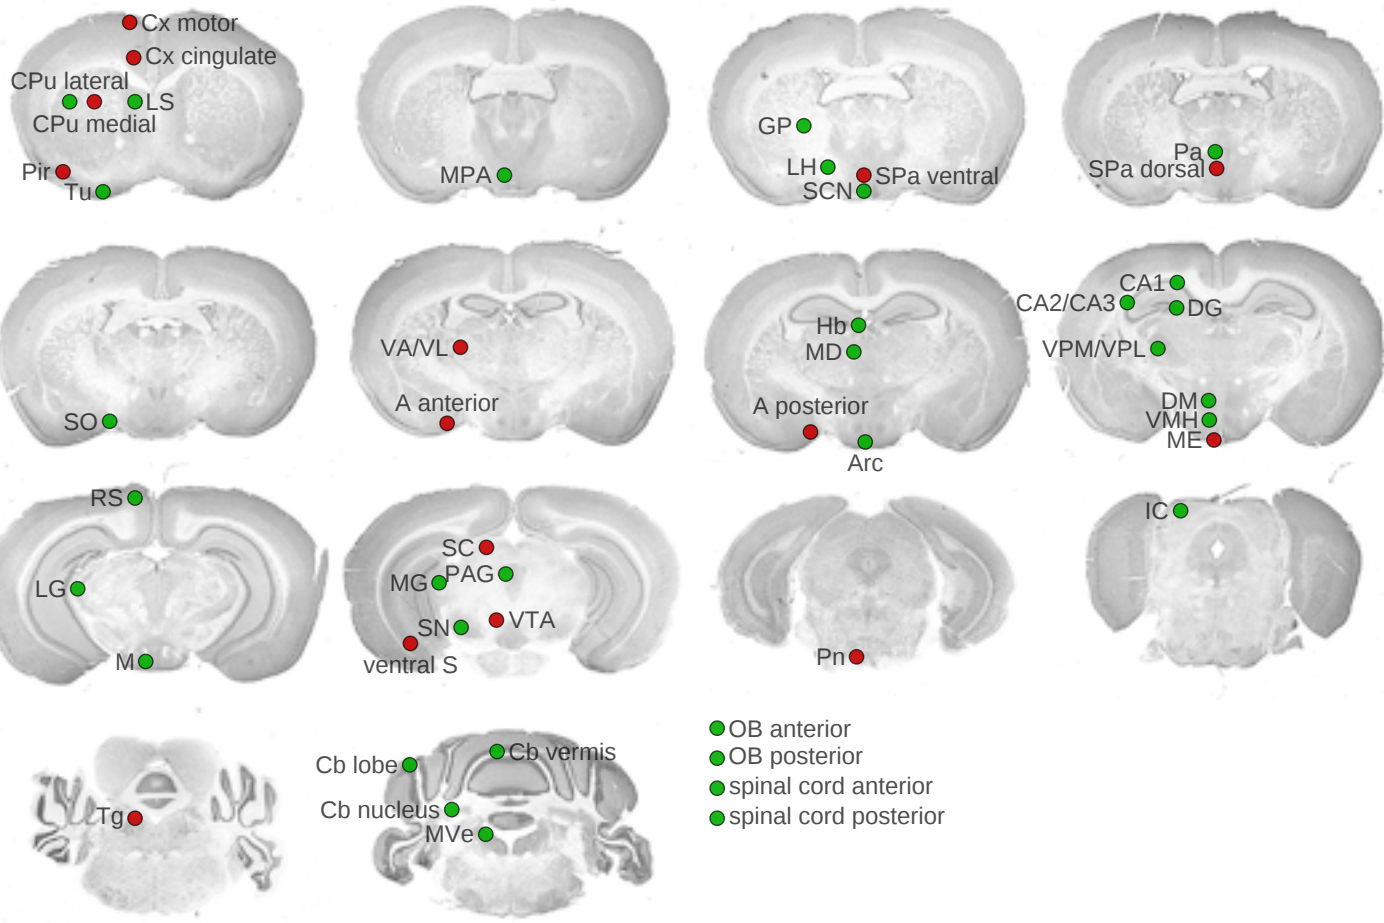 Cx motor
Cx cingulate
CPu lateral
LS
CPu medial
Pir
Tu
MPA
GP
LH
SPa ventral
SCN
Pa
SPa dorsal
SO
VA/VL
A anterior
Hb
MD
A posterior
Arc
CA1
CA2/CA3
DG
VPM/VPL
DM
VMH
ME
RS
LG
M
SC
MG
PAG
SN
VTA
ventral S
Pn
IC
Tg
Cb lobe
Cb vermis
Cb nucleus
MVe
OB anterior
OB posterior
spinal cord anterior
spinal cord posterior